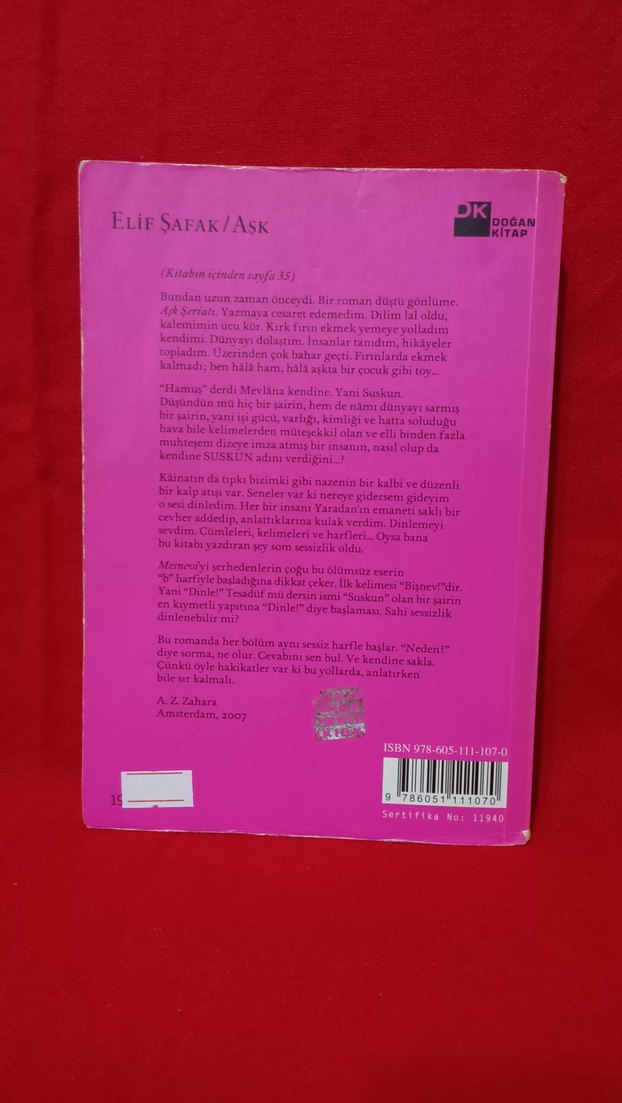 ELİF ŞAFAK / AŞK
DK
DOĞAN
KİTAP
(Kitabın içinden sayfa 35)
Bundan uzun zaman önceydi. Bir roman düştü gönlüme.
Aşk Şeriatı. Yazmaya cesaret edemedim. Dilim lal oldu,
kalemimin ucu kör. Kırk fırın ekmek yemeye yolladım
kendimi. Dünyayı dolaştım. İnsanlar tanıdım, hikâyeler
topladım. Üzerinden çok bahar geçti. Fırınlarda ekmek
kalmadı; ben hâlâ ham, hâlâ aşkta bir çocuk gibi toy...
“Hamuş” derdi Mevlâna kendine. Yani Suskun.
Düşündün mü hiç bir şairin, hem de nâmı dünyayı sarmış
bir şairin, yani işi gücü, varlığı, kimliği ve hatta soluduğu
hava bile kelimelerden müteşekkil olan ve elli binden fazla
muhteşem dizeye imza atmış bir insanın, nasıl olup da
kendine SUSKUN adını verdiğini...?
Kâinatın da tıpkı bizimki gibi nazenin bir kalbi ve düzenli
bir kalp atışı var. Seneler var ki nereye gidersem gideyim
o sesi dinledim. Her bir insanı Yaradan'ın emaneti saklı bir
cevher addedip, anlattıklarına kulak verdim. Dinlemeyi
sevdim. Cümleleri, kelimeleri ve harfleri... Oysa bana
bu kitabı yazdıran şey som sessizlik oldu.
Mesnevi'yi şerhedenlerin çoğu bu ölümsüz eserin
“b” harfiyle başladığına dikkat çeker. İlk kelimesi “Bişnev!”dir.
Yani “Dinle!” Tesadüf mü dersin ismi “Suskun” olan bir şairin
en kıymetli yapıtına “Dinle!” diye başlaması. Sahi sessizlik
dinlenebilir mi?
Bu romanda her bölüm aynı sessiz harfle başlar. “Neden?”
diye sorma, ne olur. Cevabını sen bul. Ve kendine sakla.
Çünkü öyle hakikatler var ki bu yollarda, anlatırken
bile sır kalmalı.
A. Z. Zahara
Amsterdam, 2007
ISBN 978-605-111-107-0
9 786051 111070
Sertifika No: 11940